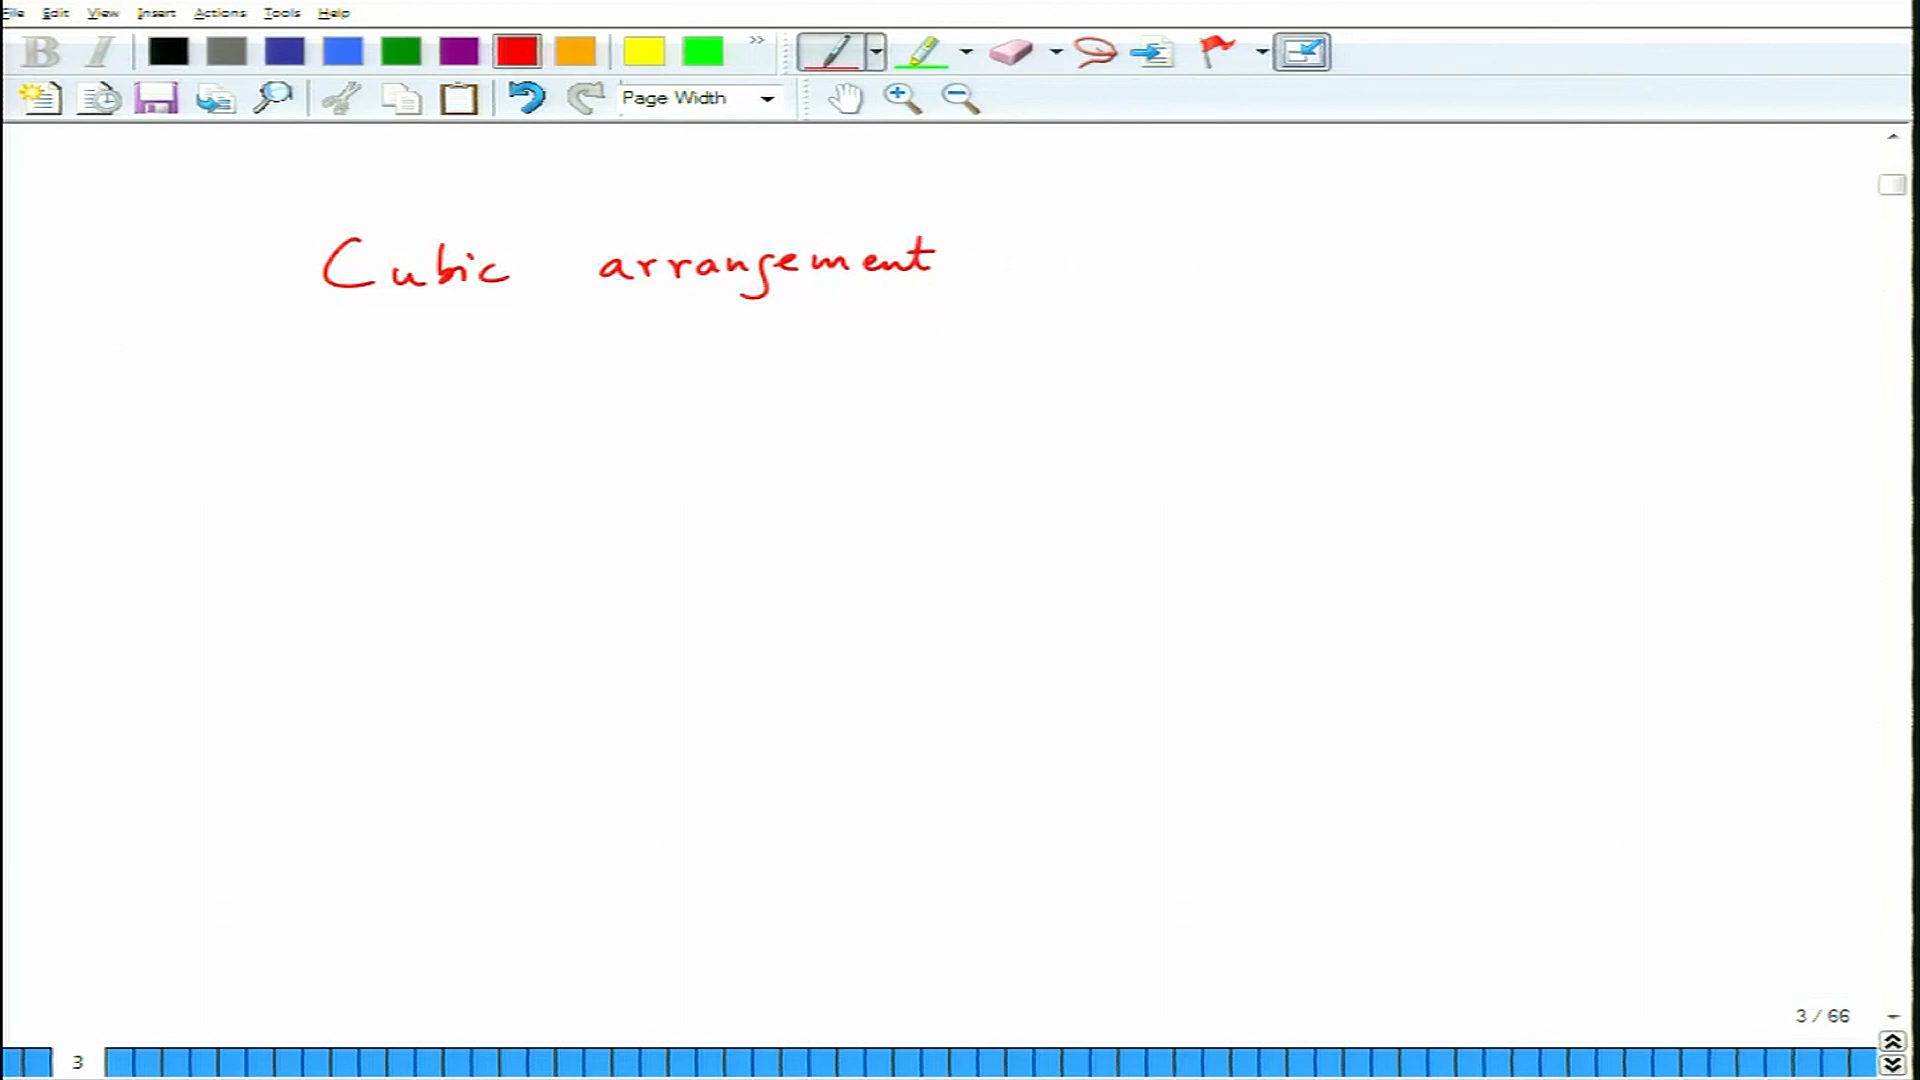 File Edit View Insert Actions Tools Help
B I
Page Width
Cubic arrangement
3 / 66
3